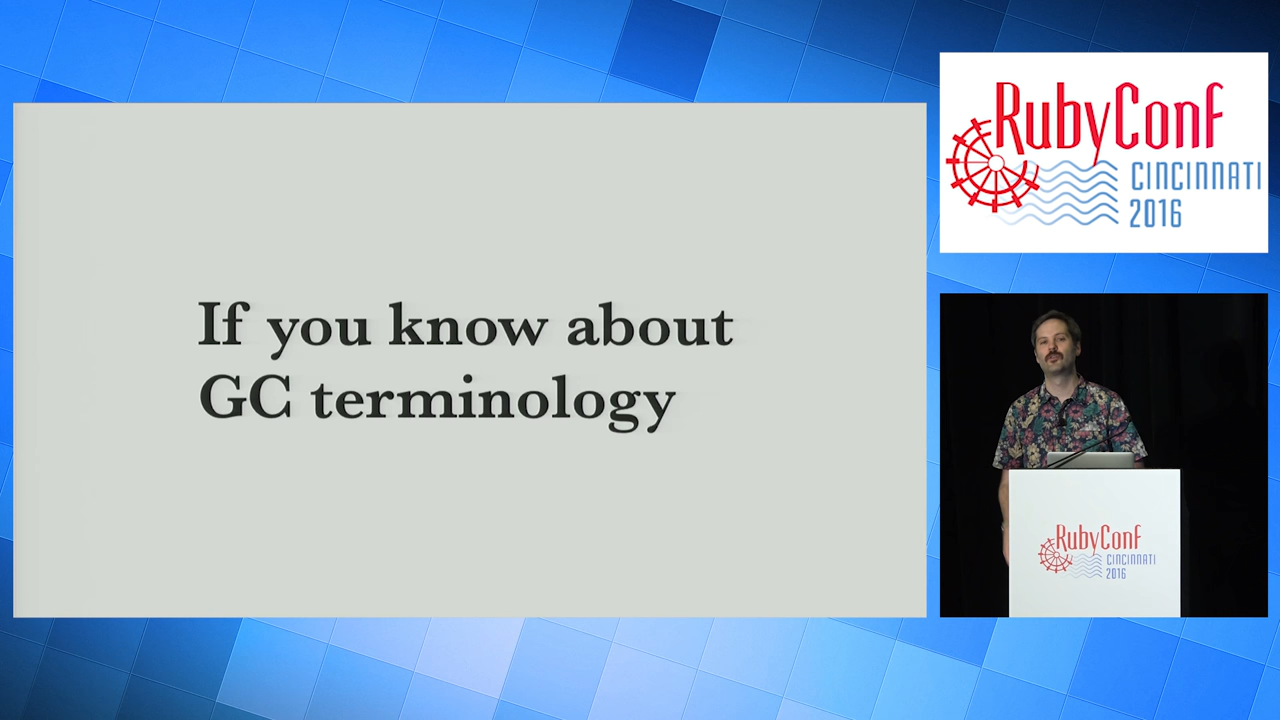 If you know about
GC terminology
RubyConf
CINCINNATI
2016
RubyConf
CINCINNATI
2016